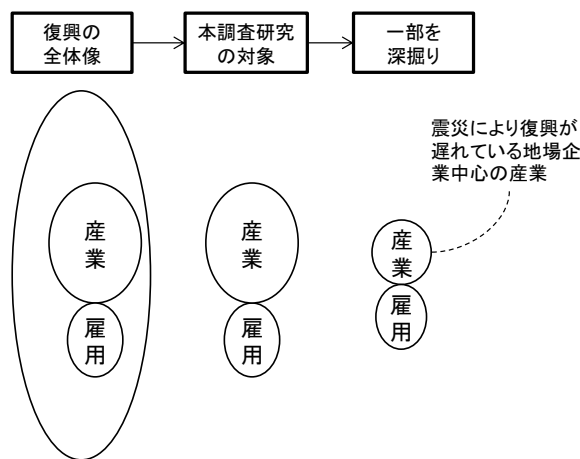 復興の
全体像
本調査研究
の対象
一部を
深掘り
震災により復興が
遅れている地場企
業中心の産業
産
業
雇
用
産
業
雇
用
産
業
雇
用